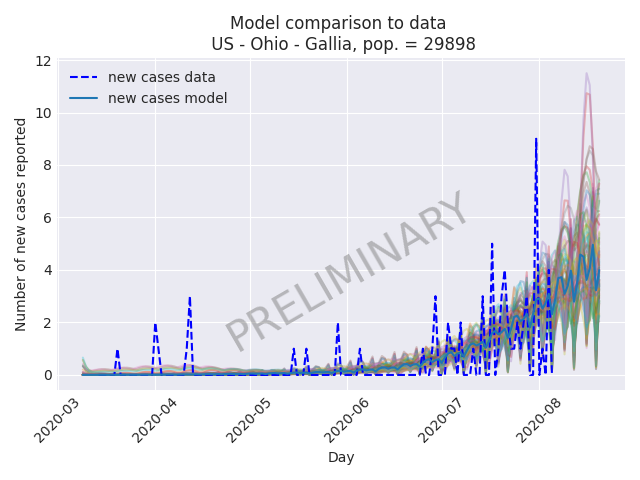 Model comparison to data
US - Ohio - Gallia, pop. = 29898
12
10
8
6
4
2
0
Number of new cases reported
new cases data
new cases model
PRELIMINARY
2020-03
2020-04
2020-05
2020-06
2020-07
2020-08
Day